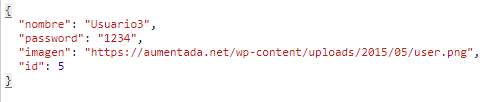 {
"nombre": "Usuario3",
"password": "1234",
"imagen": "https://aumentada.net/wp-content/uploads/2015/05/user.png",
"id": 5
}